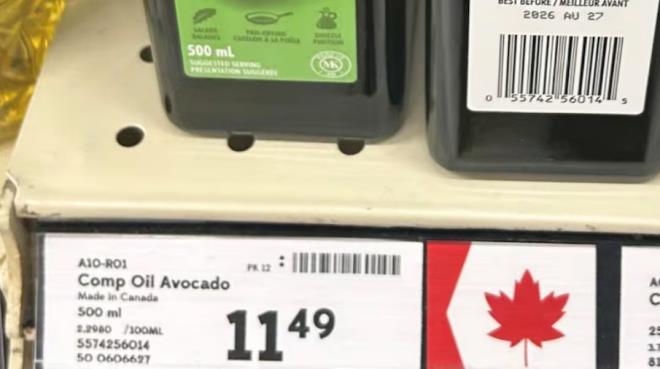 SALADS
SALADES
PAN-FRYING
CUISSON À LA POÊLE
DRIZZLE
500 mL
SUGGESTED SERVING
PRÉSENTATION SUGGÉRÉE
MK
BEST BEFORE / MEILLEUR AVANT
2026 AU 27
0 55742 56014 5
A10-R01
PK 12
Comp Oil Avocado
Made in Canada
500 ml
2.2980 /100ML
5574256014
50 0606627
11 49